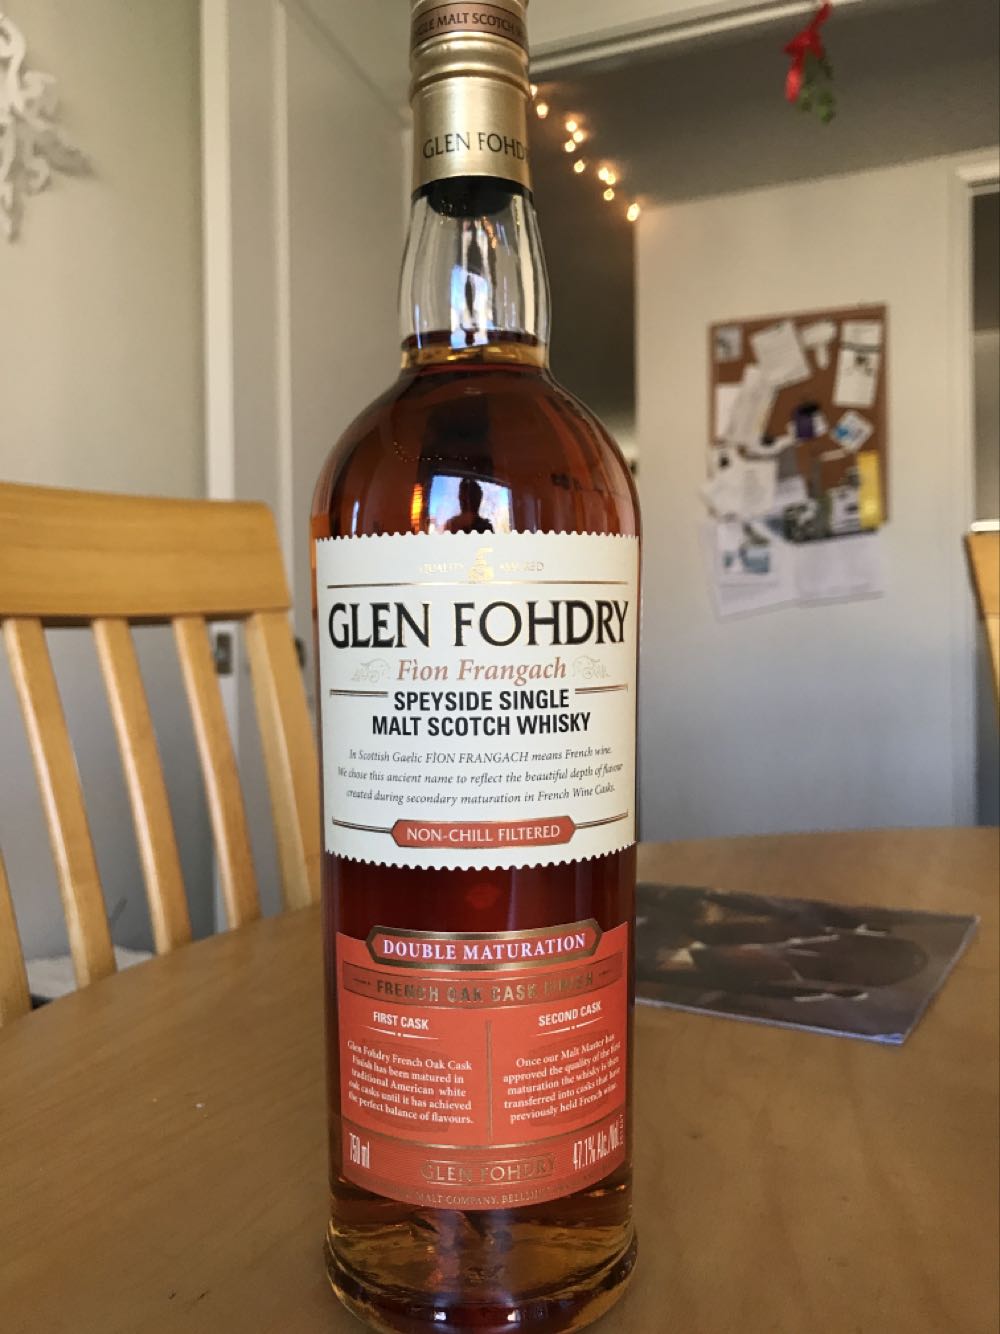 GLE MALT SCOTCH
GLEN FOHD
QUALITY
GLEN FOHDRY
Fìon Frangach
SPEYSIDE SINGLE
MALT SCOTCH WHISKY
In Scottish Gaelic FÌON FRANGACH means French wine.
We chose this ancient name to reflect the beautiful depth of flavour
created during secondary maturation in French Wine Casks.
NON-CHILL FILTERED
DOUBLE MATURATION
FRENCH OAK CASK FINISH
FIRST CASK
Glen Fohdry French Oak Cask
Finish has been matured in
traditional American white
oak casks until it has achieved
the perfect balance of flavours.
SECOND CASK
Once our Malt Master has
approved the quality of the first
maturation the whisky is then
transferred into casks that have
previously held French wine.
750 ml
47.1% Alc./Vol.
GLEN FOHDRY
MALT COMPANY,